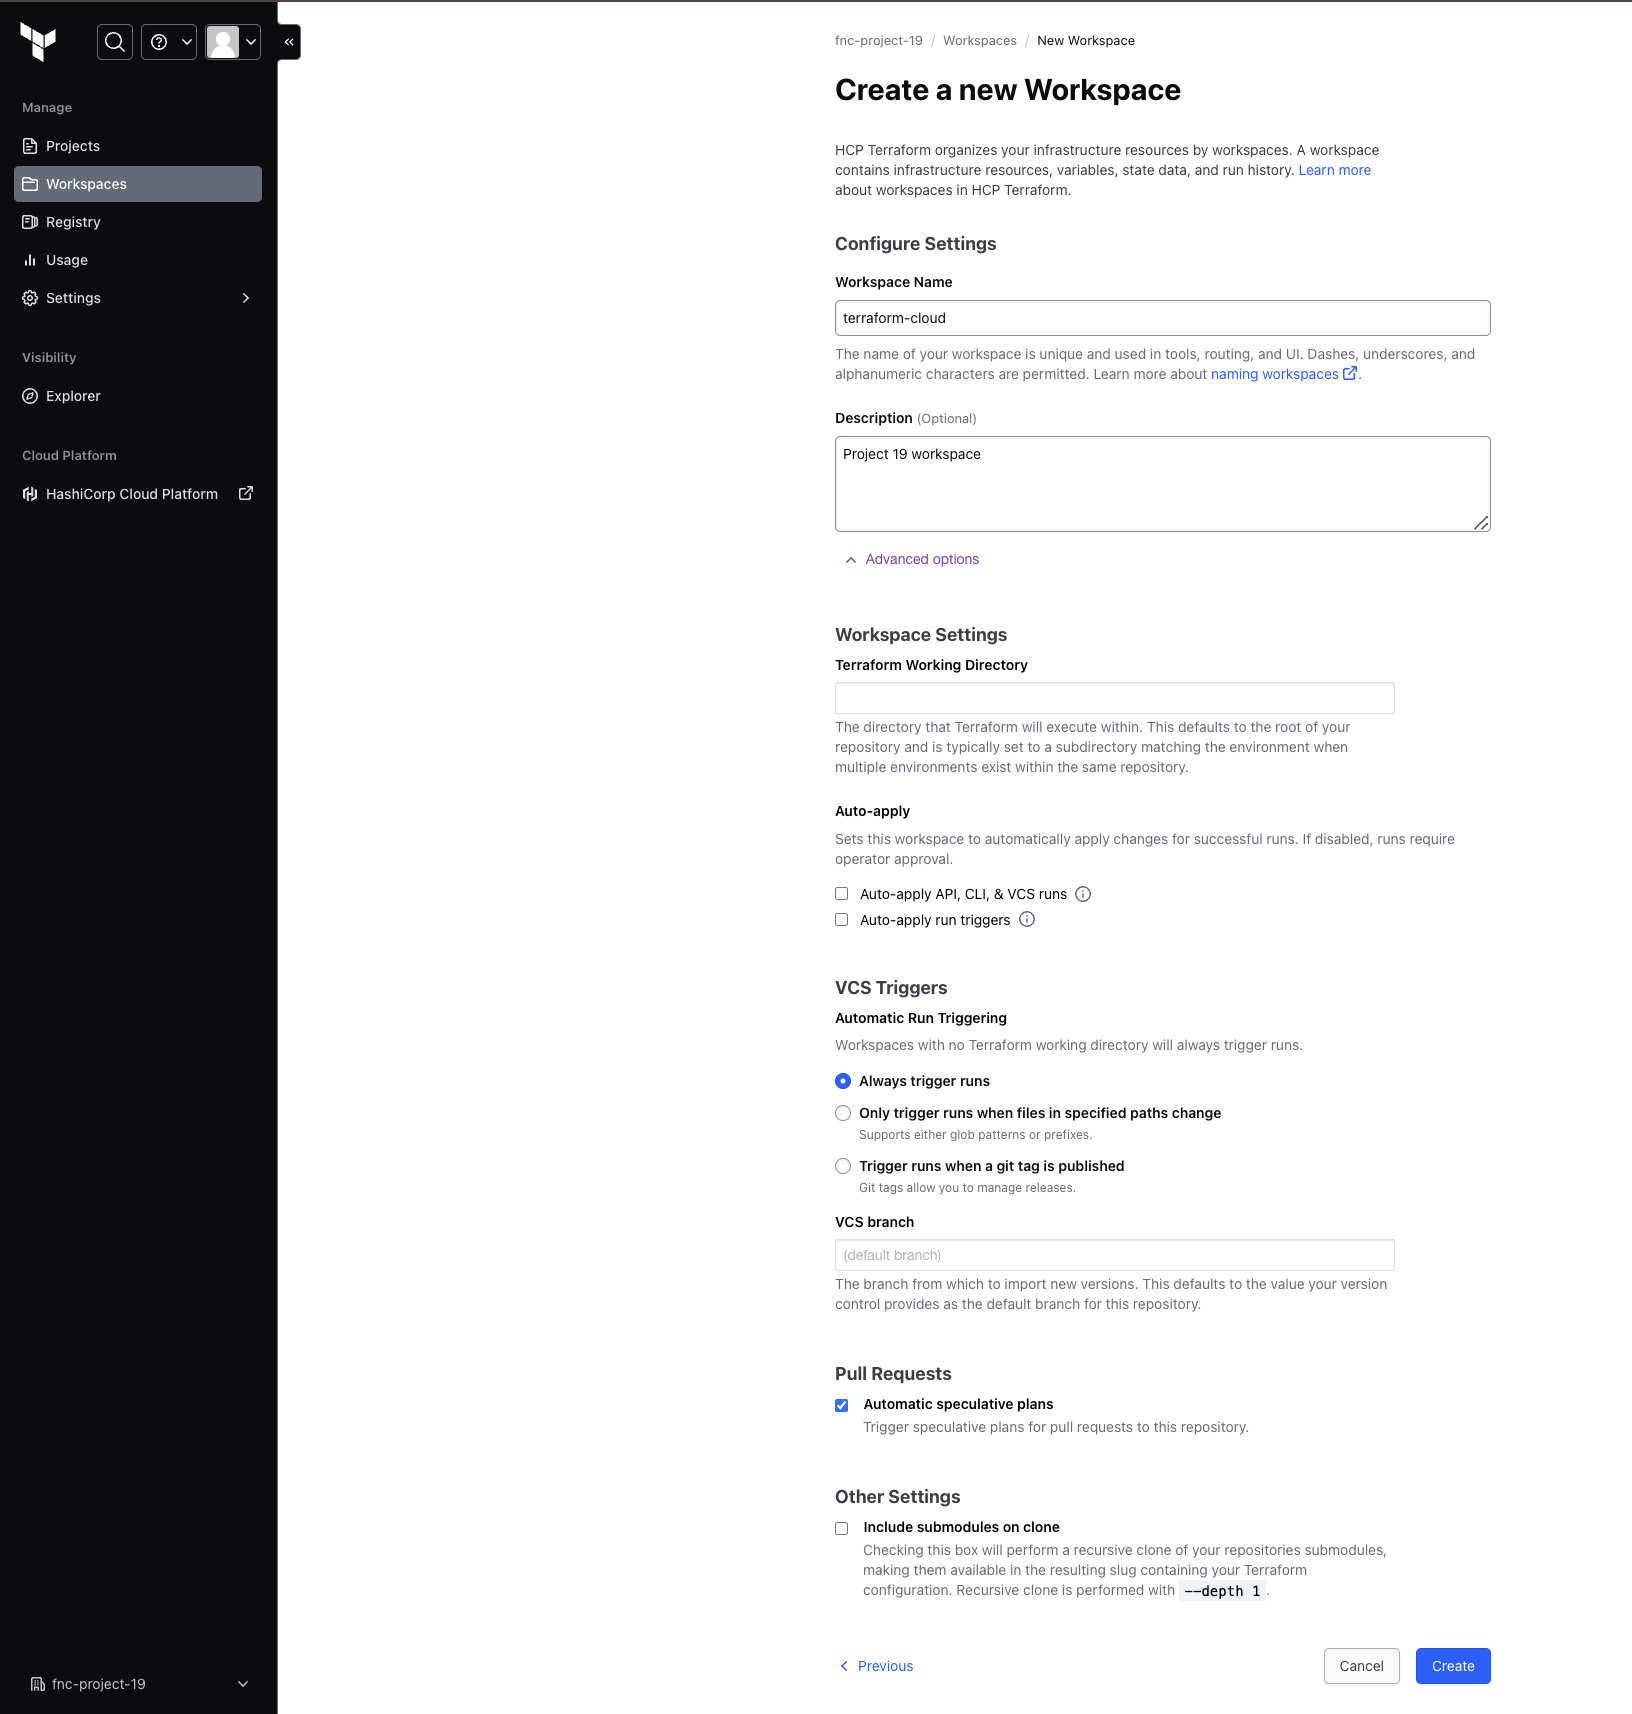 Manage
Projects
Workspaces
Registry
Usage
Settings
Visibility
Explorer
Cloud Platform
HashiCorp Cloud Platform
fnc-project-19
fnc-project-19 / Workspaces / New Workspace
Create a new Workspace
HCP Terraform organizes your infrastructure resources by workspaces. A workspace
contains infrastructure resources, variables, state data, and run history. Learn more
about workspaces in HCP Terraform.
Configure Settings
Workspace Name
terraform-cloud
The name of your workspace is unique and used in tools, routing, and UI. Dashes, underscores, and
alphanumeric characters are permitted. Learn more about naming workspaces.
Description (Optional)
Project 19 workspace
Advanced options
Workspace Settings
Terraform Working Directory
The directory that Terraform will execute within. This defaults to the root of your
repository and is typically set to a subdirectory matching the environment when
multiple environments exist within the same repository.
Auto-apply
Sets this workspace to automatically apply changes for successful runs. If disabled, runs require
operator approval.
Auto-apply API, CLI, & VCS runs
Auto-apply run triggers
VCS Triggers
Automatic Run Triggering
Workspaces with no Terraform working directory will always trigger runs.
Always trigger runs
Only trigger runs when files in specified paths change
Supports either glob patterns or prefixes.
Trigger runs when a git tag is published
Git tags allow you to manage releases.
VCS branch
(default branch)
The branch from which to import new versions. This defaults to the value your version
control provides as the default branch for this repository.
Pull Requests
Automatic speculative plans
Trigger speculative plans for pull requests to this repository.
Other Settings
Include submodules on clone
Checking this box will perform a recursive clone of your repositories submodules,
making them available in the resulting slug containing your Terraform
configuration. Recursive clone is performed with --depth 1.
Previous
Cancel
Create